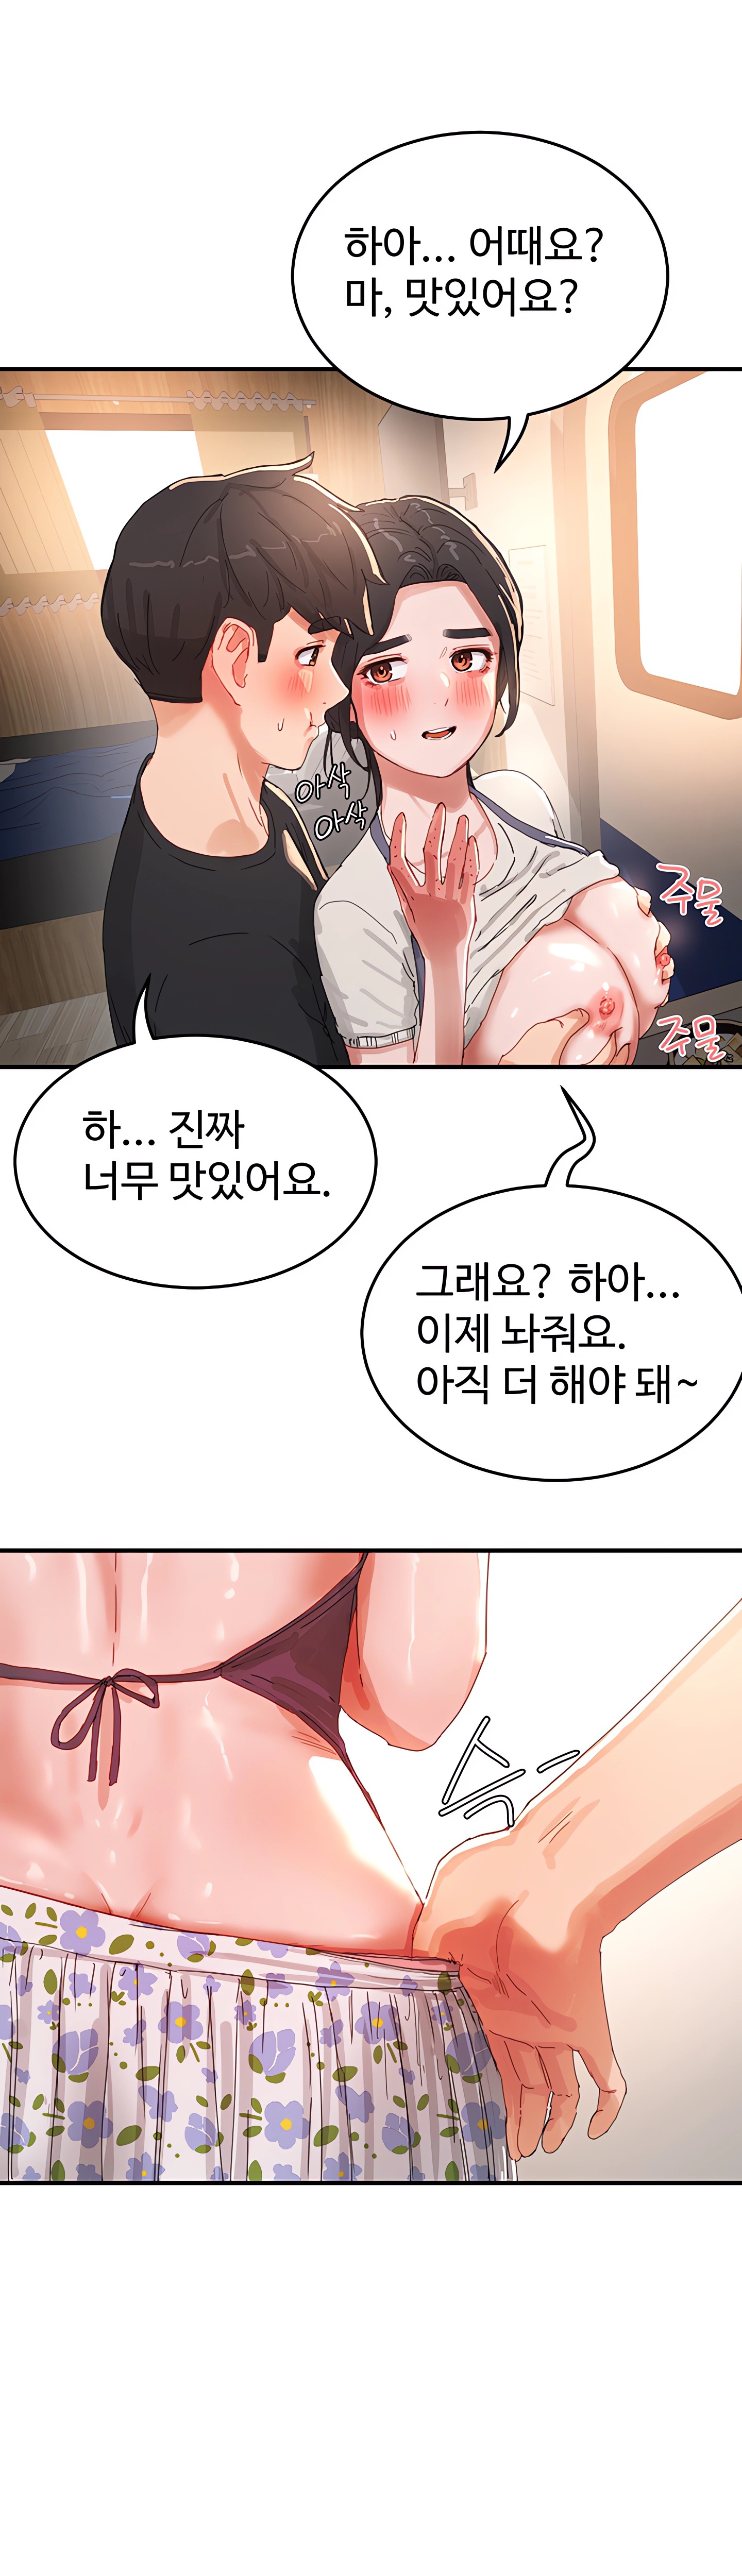 하아... 어때요?
마, 맛있어요?
아삭
아삭
주물
주물
하... 진짜
너무 맛있어요.
그래요? 하아...
이제 놔줘요.
아직 더 해야 돼~
스윽